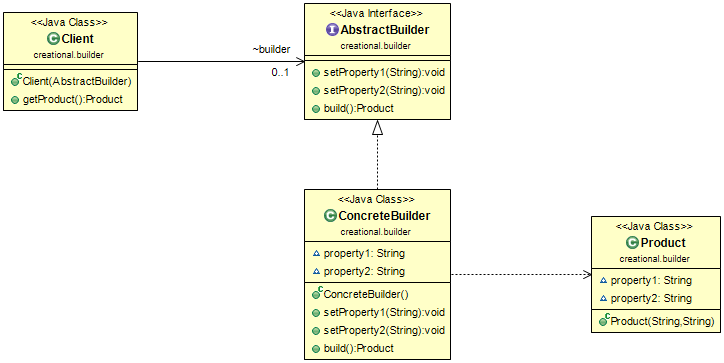 <<Java Class>>
Client
creational.builder
Client(AbstractBuilder)
getProduct():Product
~builder
0..1
<<Java Interface>>
AbstractBuilder
creational.builder
setProperty1(String):void
setProperty2(String):void
build():Product
<<Java Class>>
ConcreteBuilder
creational.builder
property1: String
property2: String
ConcreteBuilder()
setProperty1(String):void
setProperty2(String):void
build():Product
<<Java Class>>
Product
creational.builder
property1: String
property2: String
Product(String,String)